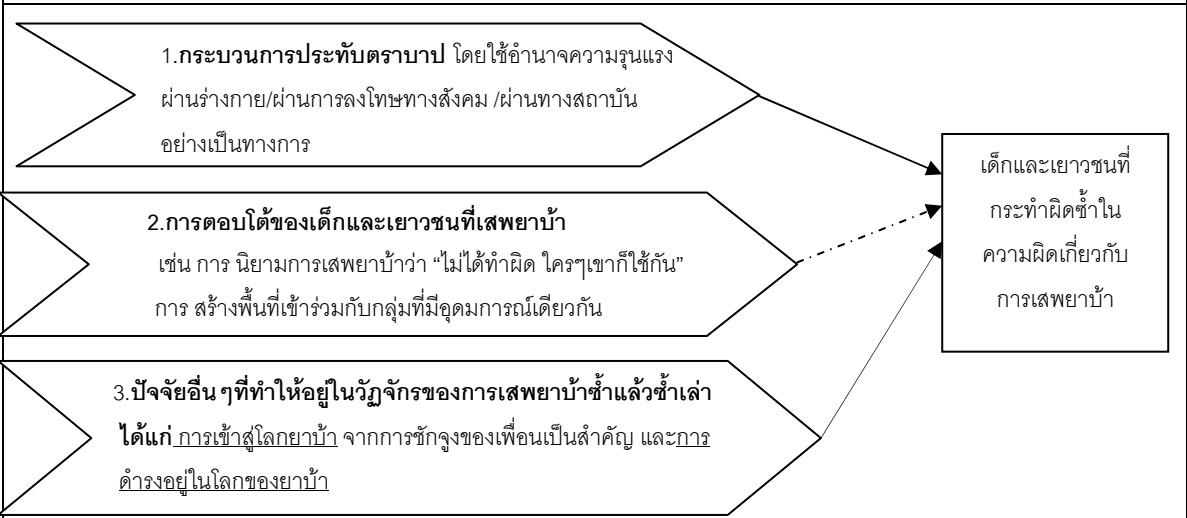 1.กระบวนการประทับตราบาป โดยใช้อำนาจความรุนแรง
ผ่านร่างกาย/ผ่านการลงโทษทางสังคม /ผ่านทางสถาบัน
อย่างเป็นทางการ
2.การตอบโต้ของเด็กและเยาวชนที่เสพยาบ้า
เช่น การ นิยามการเสพยาบ้าว่า “ไม่ได้ทำผิด ใครๆเขาก็ใช้กัน”
การ สร้างพื้นที่เข้าร่วมกับกลุ่มที่มีอุดมการณ์เดียวกัน
3.ปัจจัยอื่น ๆที่ทำให้อยู่ในวัฏจักรของการเสพยาบ้าซ้ำแล้วซ้ำเล่า
ได้แก่ การเข้าสู่โลกยาบ้า จากการชักจูงของเพื่อนเป็นสำคัญ และการ
ดำรงอยู่ในโลกของยาบ้า
เด็กและเยาวชนที่
กระทำผิดซ้ำใน
ความผิดเกี่ยวกับ
การเสพยาบ้า